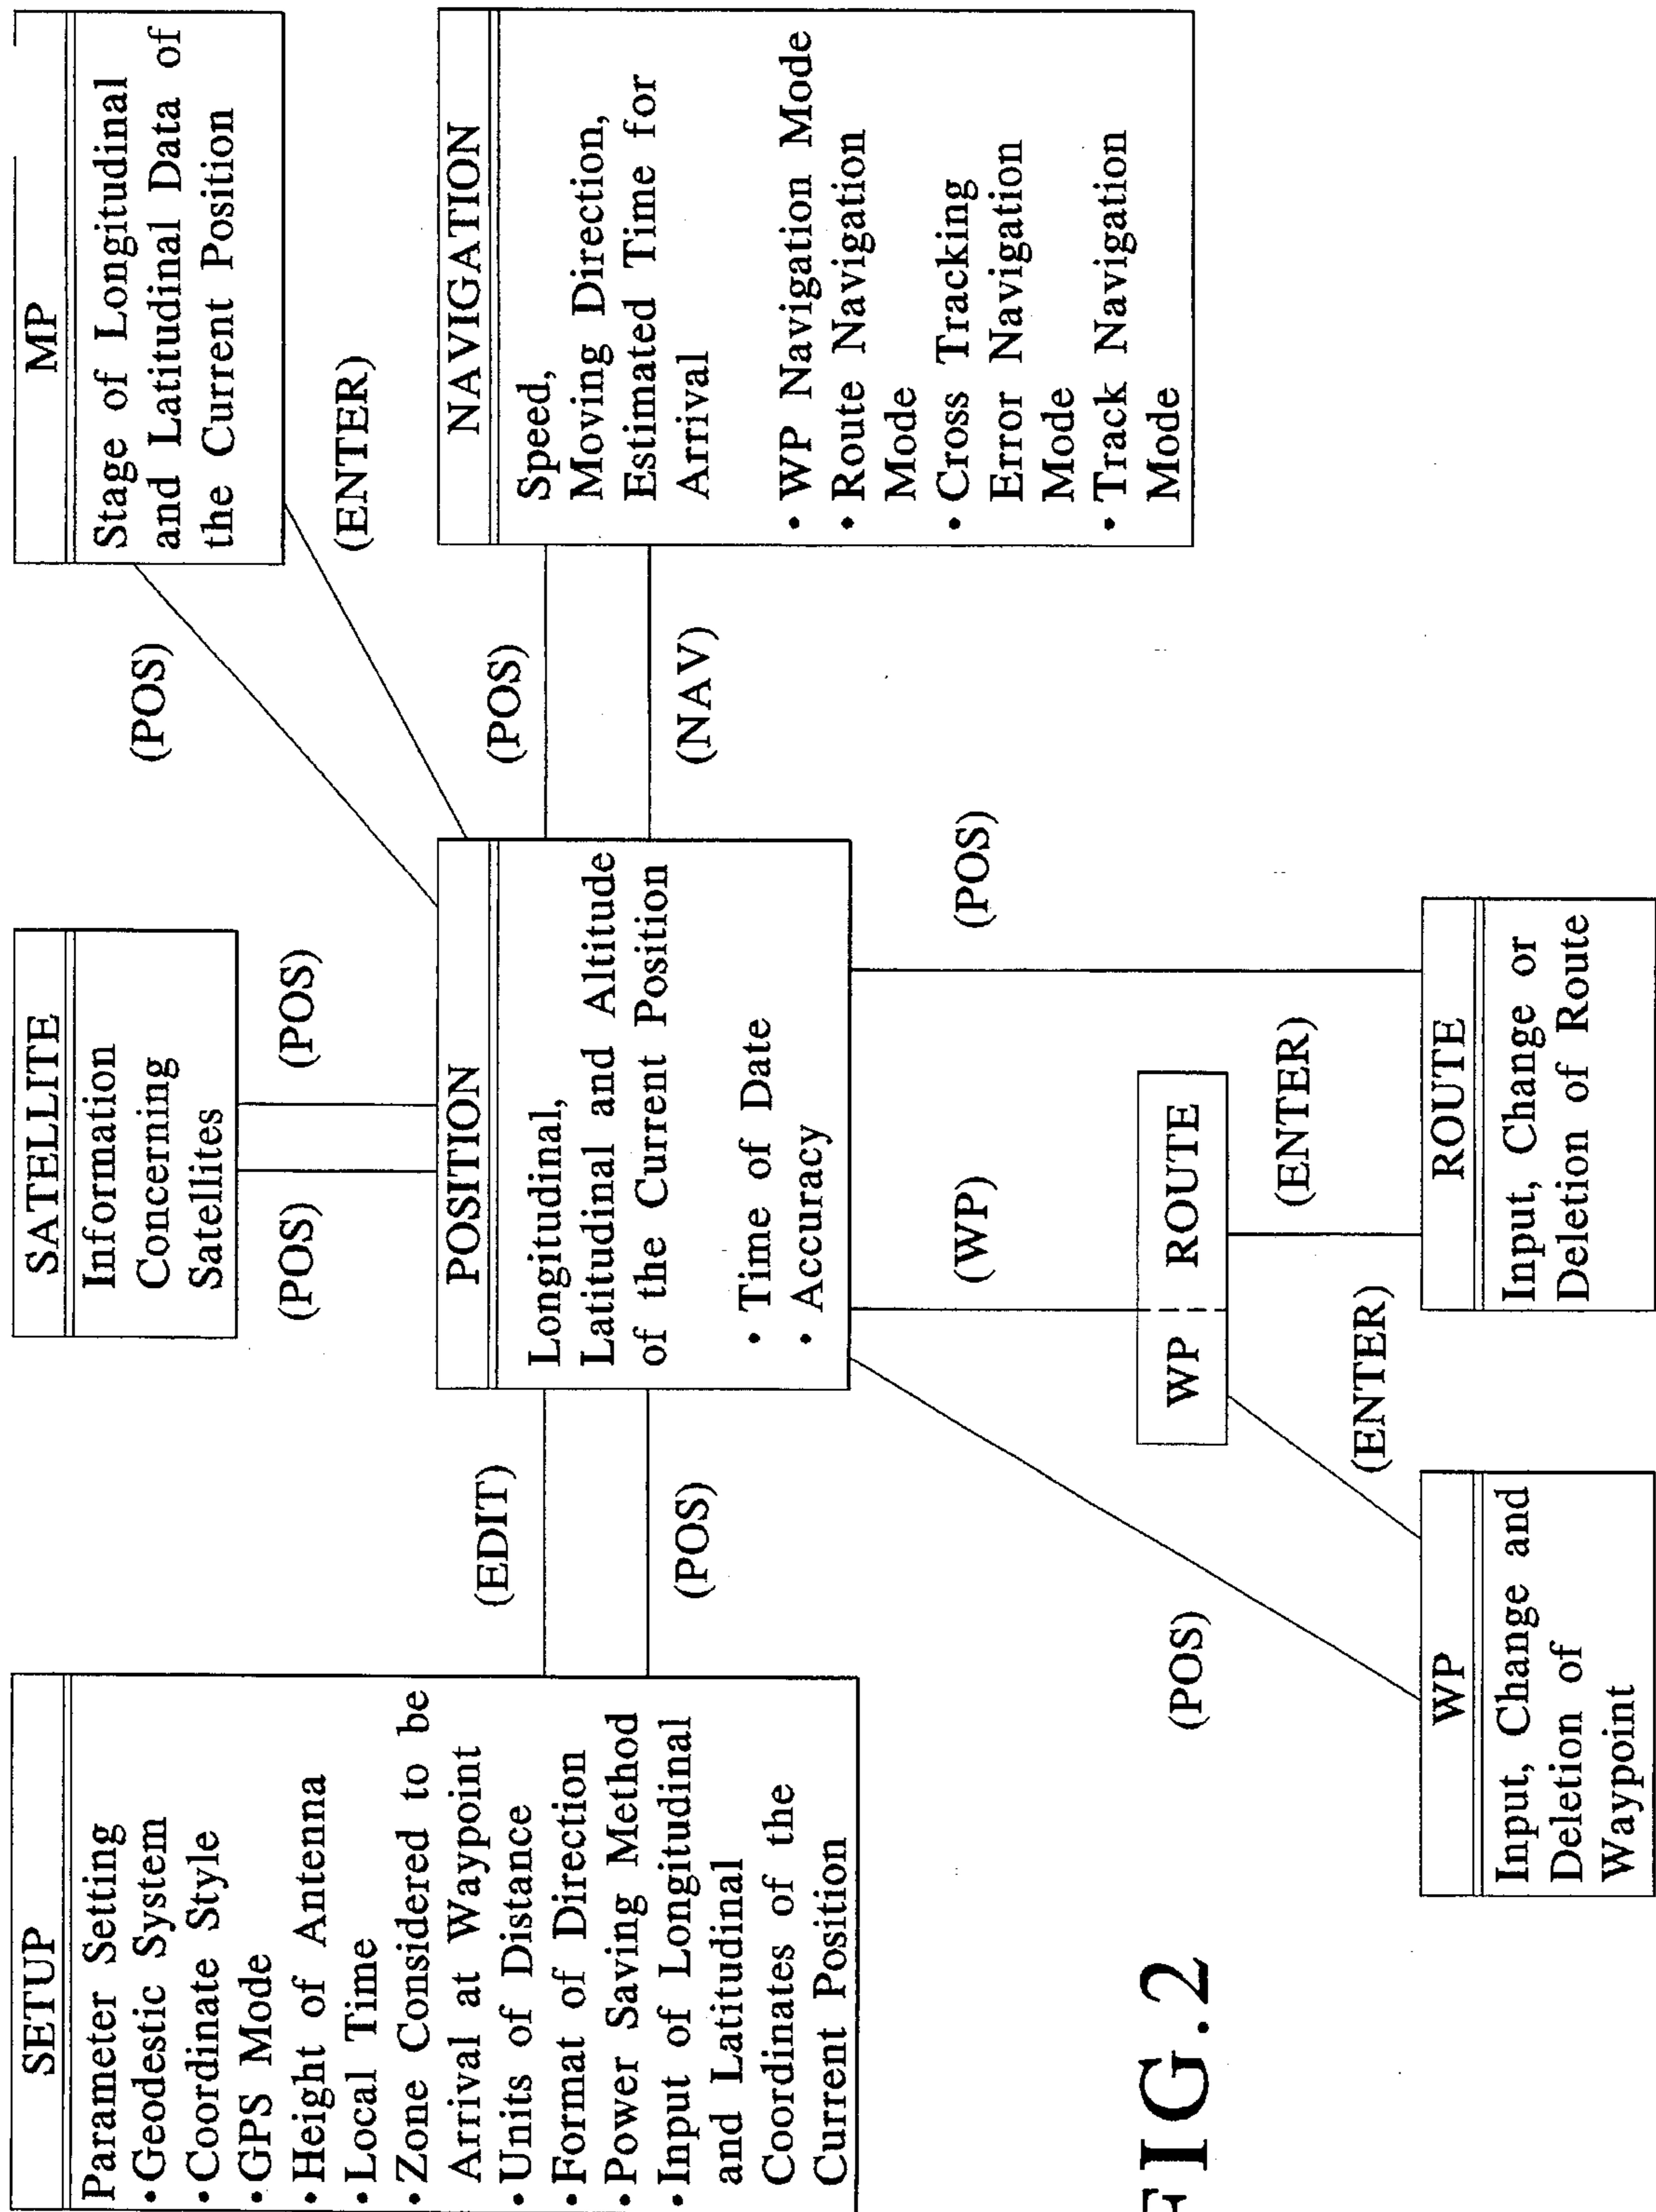 SETUP
Parameter Setting
• Geodestic System
• Coordinate Style
• GPS Mode
• Height of Antenna
• Local Time
• Zone Considered to be
Arrival at Waypoint
• Units of Distance
• Format of Direction
• Power Saving Method
• Input of Longitudinal
and Latitudinal
Coordinates of the
Current Position
(EDIT)
(POS)
SATELLITE
Information
Concerning
Satellites
(POS)
(POS)
POSITION
Longitudinal,
Latitudinal and Altitude
of the Current Position
• Time of Date
• Accuracy
MP
Stage of Longitudinal
and Latitudinal Data of
the Current Position
(POS)
(ENTER)
(POS)
(NAV)
NAVIGATION
Speed,
Moving Direction,
Estimated Time for
Arrival
• WP Navigation Mode
• Route Navigation
Mode
• Cross Tracking
Error Navigation
Mode
• Track Navigation
Mode
(WP)
(POS)
(POS)
WP ROUTE
(ENTER)
(ENTER)
WP
Input, Change and
Deletion of
Waypoint
ROUTE
Input, Change or
Deletion of Route
FIG.2